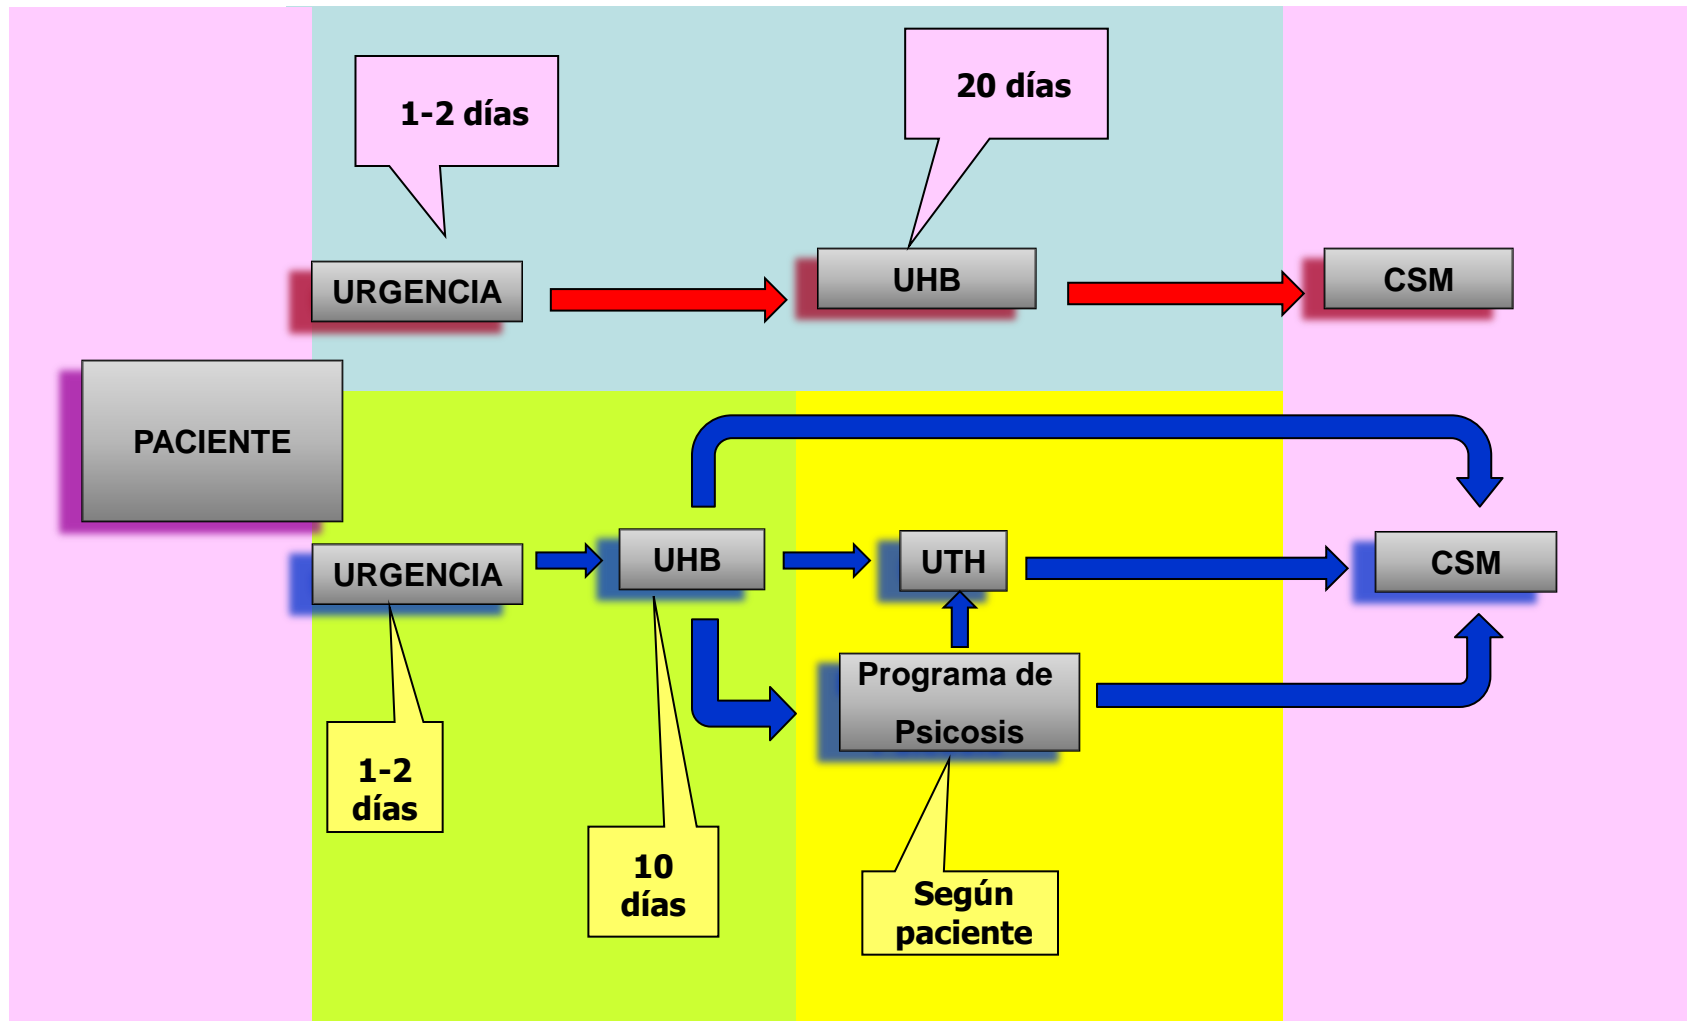 1-2 días
20 días
URGENCIA
UHB
CSM
PACIENTE
URGENCIA
UHB
UTH
CSM
Programa de
Psicosis
1-2
días
10
días
Según
paciente